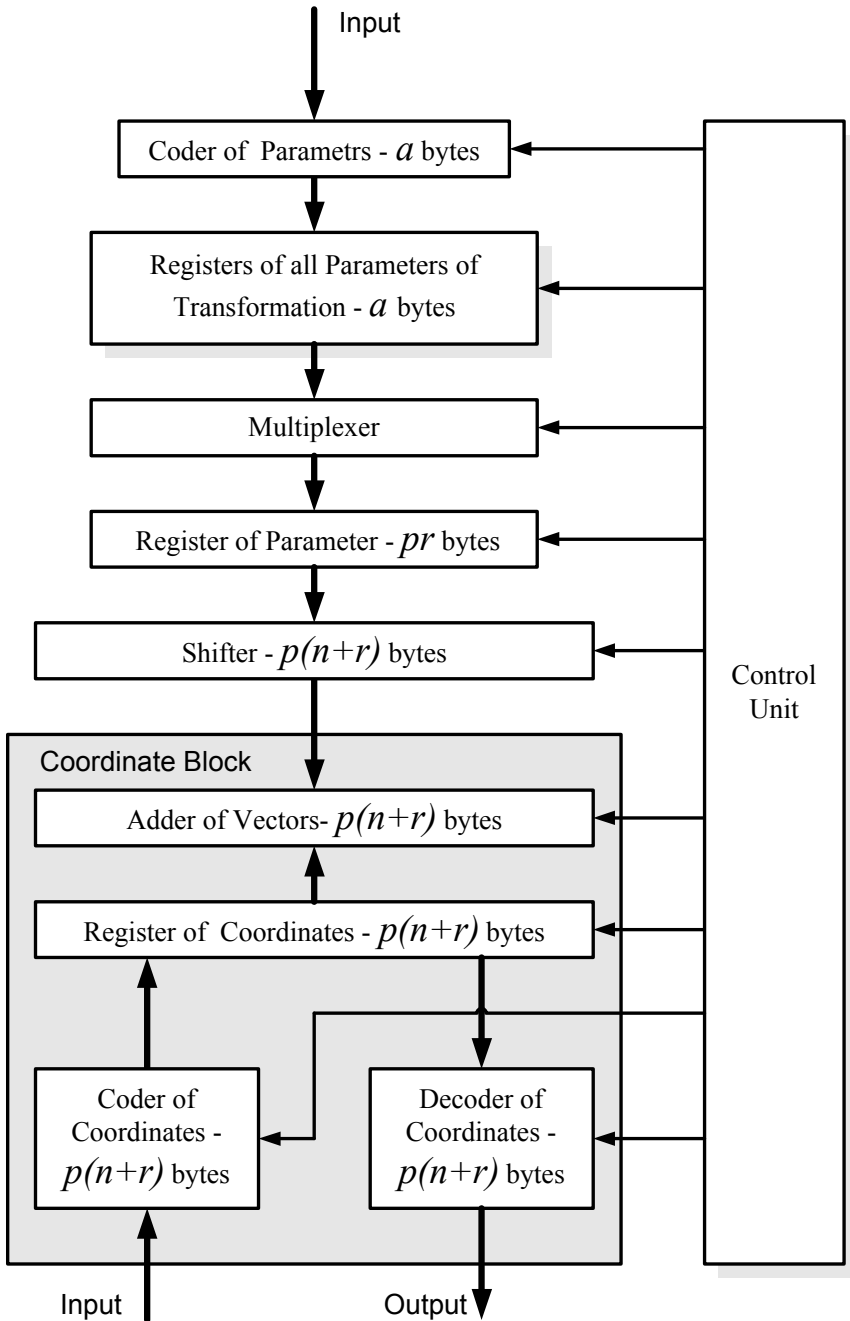 Input
Coder of Parametrs - a bytes
Registers of all Parameters of
Transformation - a bytes
Multiplexer
Register of Parameter - pr bytes
Shifter - p(n+r) bytes
Control
Unit
Coordinate Block
Adder of Vectors- p(n+r) bytes
Register of Coordinates - p(n+r) bytes
Coder of
Coordinates -
p(n+r) bytes
Decoder of
Coordinates -
p(n+r) bytes
Input
Output